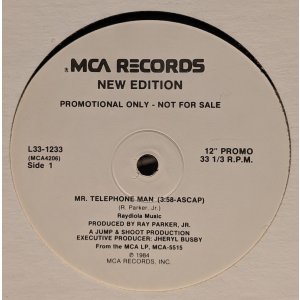 MCA RECORDS
NEW EDITION
PROMOTIONAL ONLY - NOT FOR SALE
L33-1233
(MCA4206)
Side 1
12" PROMO
33 1/3 R.P.M.
MR. TELEPHONE MAN (3:58-ASCAP)
(R. Parker, Jr.)
Raydiola Music
PRODUCED BY RAY PARKER, JR.
A JUMP & SHOOT PRODUCTION
EXECUTIVE PRODUCER: JHERYL BUSBY
From the MCA LP, MCA-5515
℗ 1984
MCA RECORDS, INC.